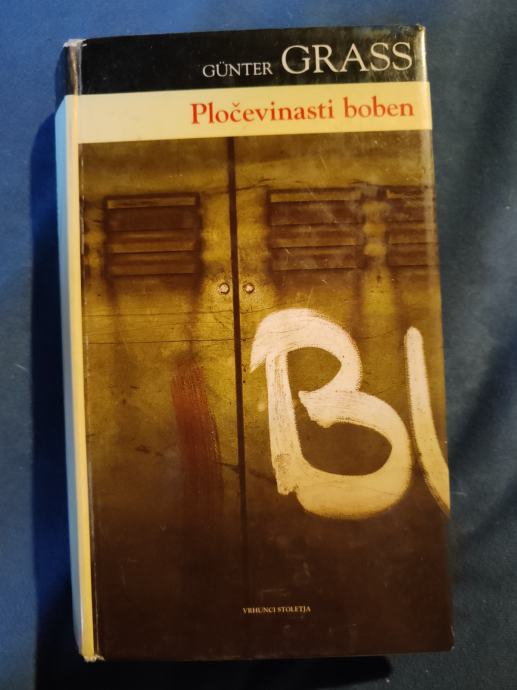 GÜNTER GRASS
Pločevinasti boben
B
VRHUNCI STOLETJA